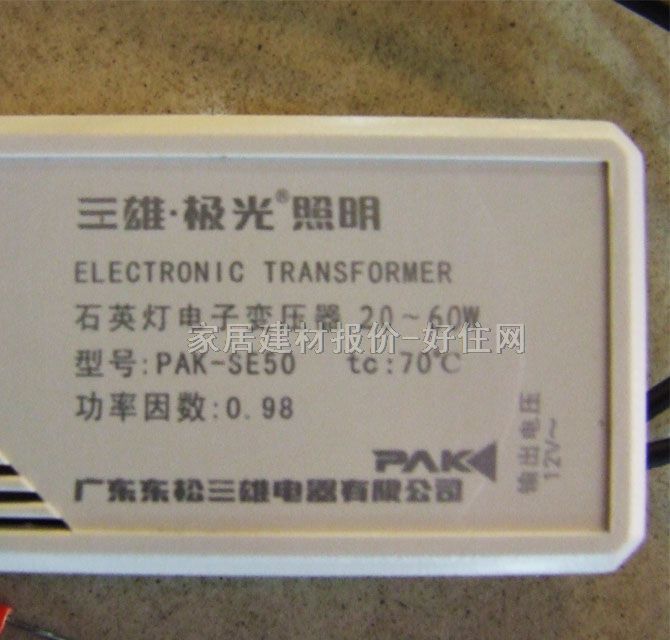 三雄·极光®照明
ELECTRONIC TRANSFORMER
石英灯电子变压器 20~60W
家居建材报价-好住网
型号:PAK-SE50 tc:70℃
功率因数:0.98
PAK
广东东松三雄电器有限公司
输出电压
12V~